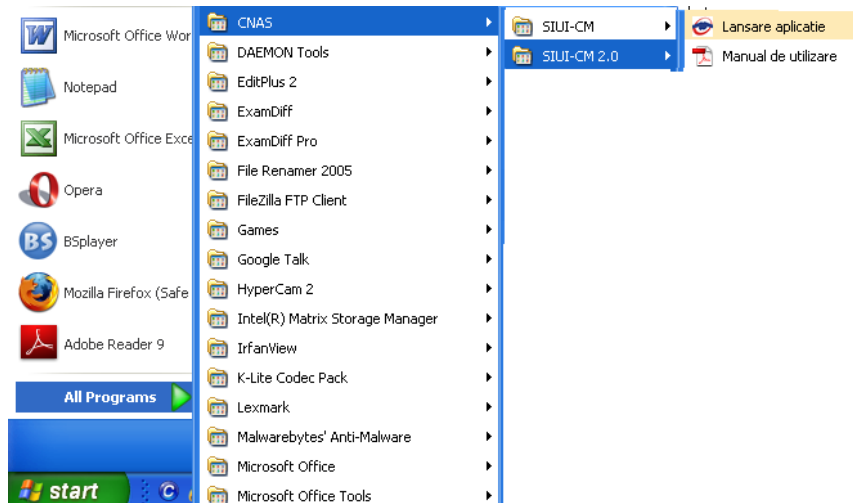 Microsoft Office Wor
Notepad
Microsoft Office Exce
Opera
BSplayer
Mozilla Firefox (Safe
Adobe Reader 9
All Programs
start
CNAS
DAEMON Tools
EditPlus 2
ExamDiff
ExamDiff Pro
File Renamer 2005
FileZilla FTP Client
Games
Google Talk
HyperCam 2
Intel(R) Matrix Storage Manager
IrfanView
K-Lite Codec Pack
Lexmark
Malwarebytes' Anti-Malware
Microsoft Office
Microsoft Office Tools
SIUI-CM
SIUI-CM 2.0
Lansare aplicatie
Manual de utilizare